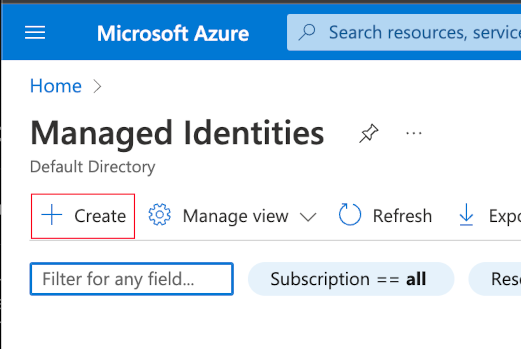 Microsoft Azure Search resources, service
Home
Managed Identities
Default Directory
Create Manage view Refresh Expo
Filter for any field... Subscription == all Reso